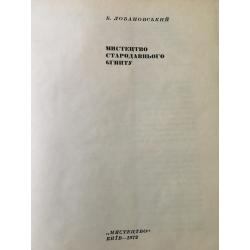 Б. ЛОБАНОВСЬКИЙ
МИСТЕЦТВО
СТАРОДАВНЬОГО
ЄГИПТУ
„МИСТЕЦТВО“
КИЇВ—1972